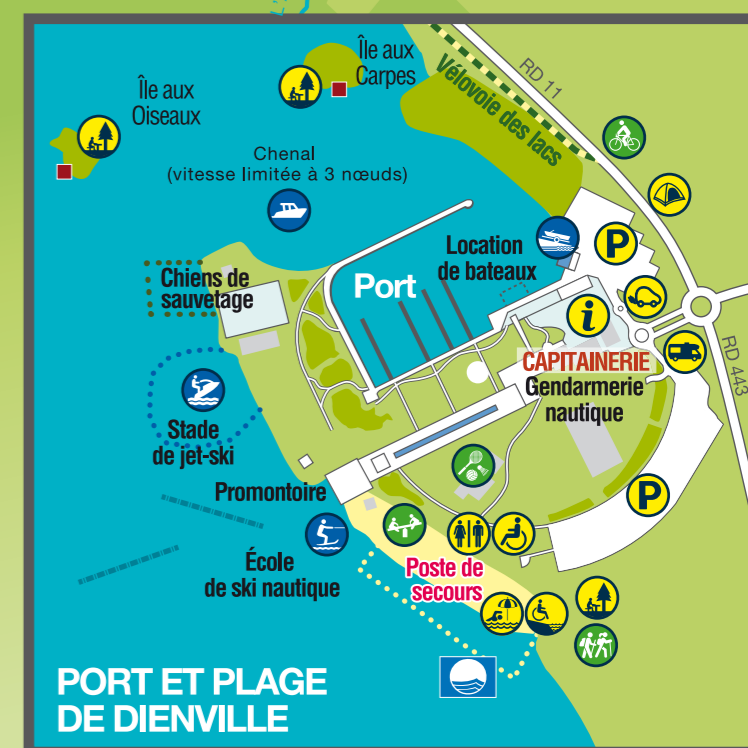 Île aux
Carpes
Île aux
Oiseaux
RD 11
Vélovoie des lacs
Chenal
(vitesse limitée à 3 nœuds)
P
Location
de bateaux
Chiens de
sauvetage
Port
i
CAPITAINERIE
Gendarmerie
nautique
RD 443
Stade
de jet-ski
Promontoire
P
École
de ski nautique
Poste de
secours
PORT ET PLAGE
DE DIENVILLE